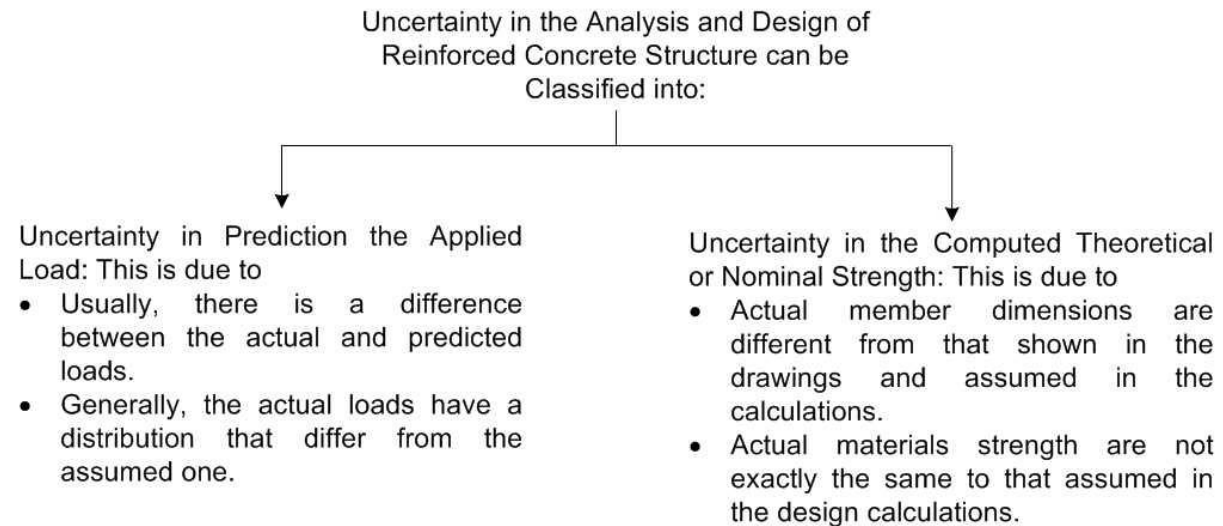 Uncertainty in the Analysis and Design of
Reinforced Concrete Structure can be
Classified into:
Uncertainty in Prediction the Applied
Load: This is due to
• Usually, there is a difference
between the actual and predicted
loads.
• Generally, the actual loads have a
distribution that differ from the
assumed one.
Uncertainty in the Computed Theoretical
or Nominal Strength: This is due to
• Actual member dimensions are
different from that shown in the
drawings and assumed in the
calculations.
• Actual materials strength are not
exactly the same to that assumed in
the design calculations.